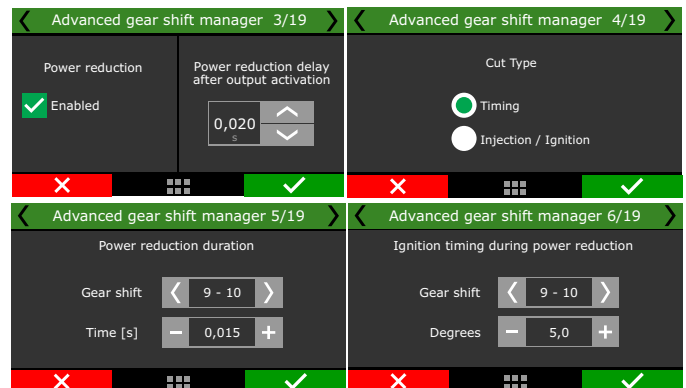 Advanced gear shift manager 3/19
Power reduction
Enabled
Power reduction delay
after output activation
0,020
s
Advanced gear shift manager 4/19
Cut Type
Timing
Injection / Ignition
Advanced gear shift manager 5/19
Power reduction duration
Gear shift 9 - 10
Time [s] 0,015
Advanced gear shift manager 6/19
Ignition timing during power reduction
Gear shift 9 - 10
Degrees 5,0